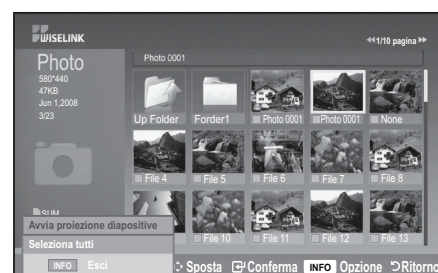 WISELINK
1/10 pagina
Photo
580*440
47KB
Jun 1,2008
3/23
Photo 0001
Up Folder Forder1 Photo 0001 Photo 0001 None
File 4 File 5 File 6 File 7 File 8
File 10 File 11 File 12 File 13
SUM
Avvia proiezione diapositive
Seleziona tutti
INFO Esci
Sposta Conferma INFO Opzione Ritorno